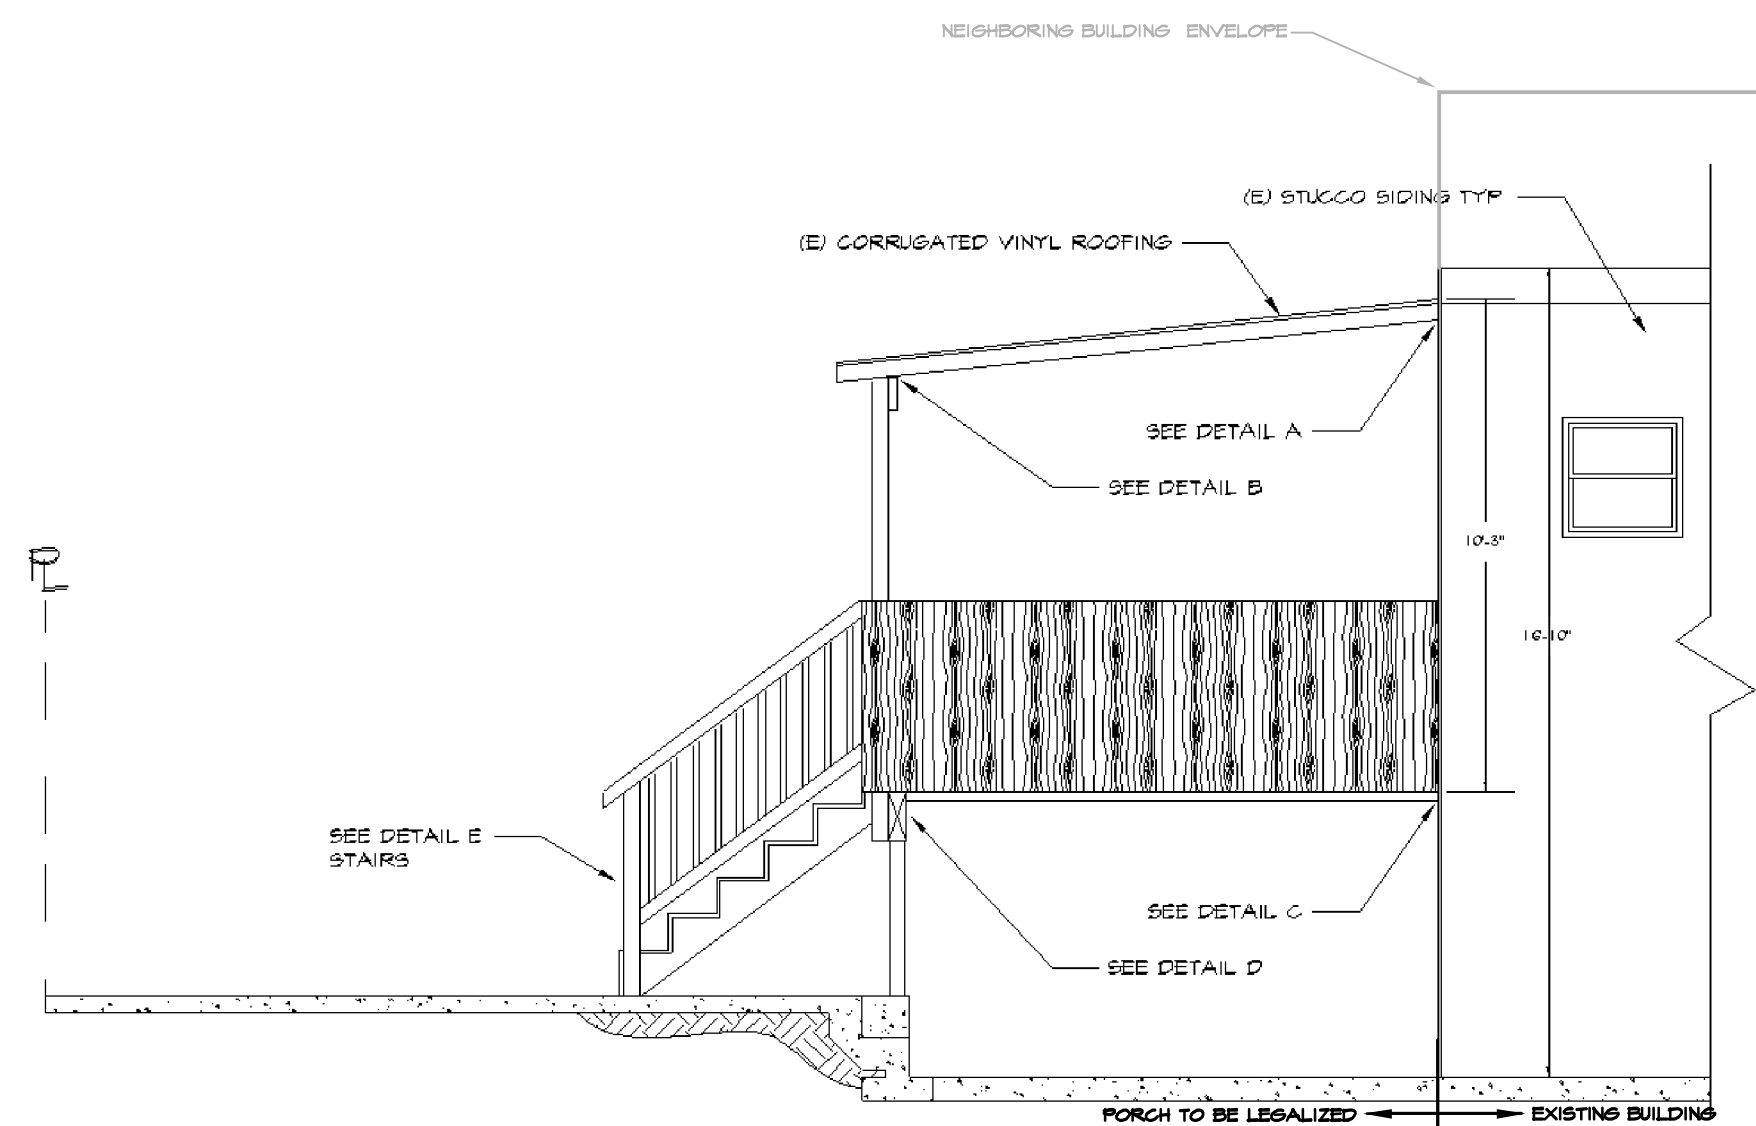 NEIGHBORING BUILDING ENVELOPE
(E) STUCCO SIDING TYP
(E) CORRUGATED VINYL ROOFING
SEE DETAIL A
SEE DETAIL B
10'-3"
16'-10"
SEE DETAIL E
STAIRS
SEE DETAIL C
SEE DETAIL D
PORCH TO BE LEGALIZED
EXISTING BUILDING